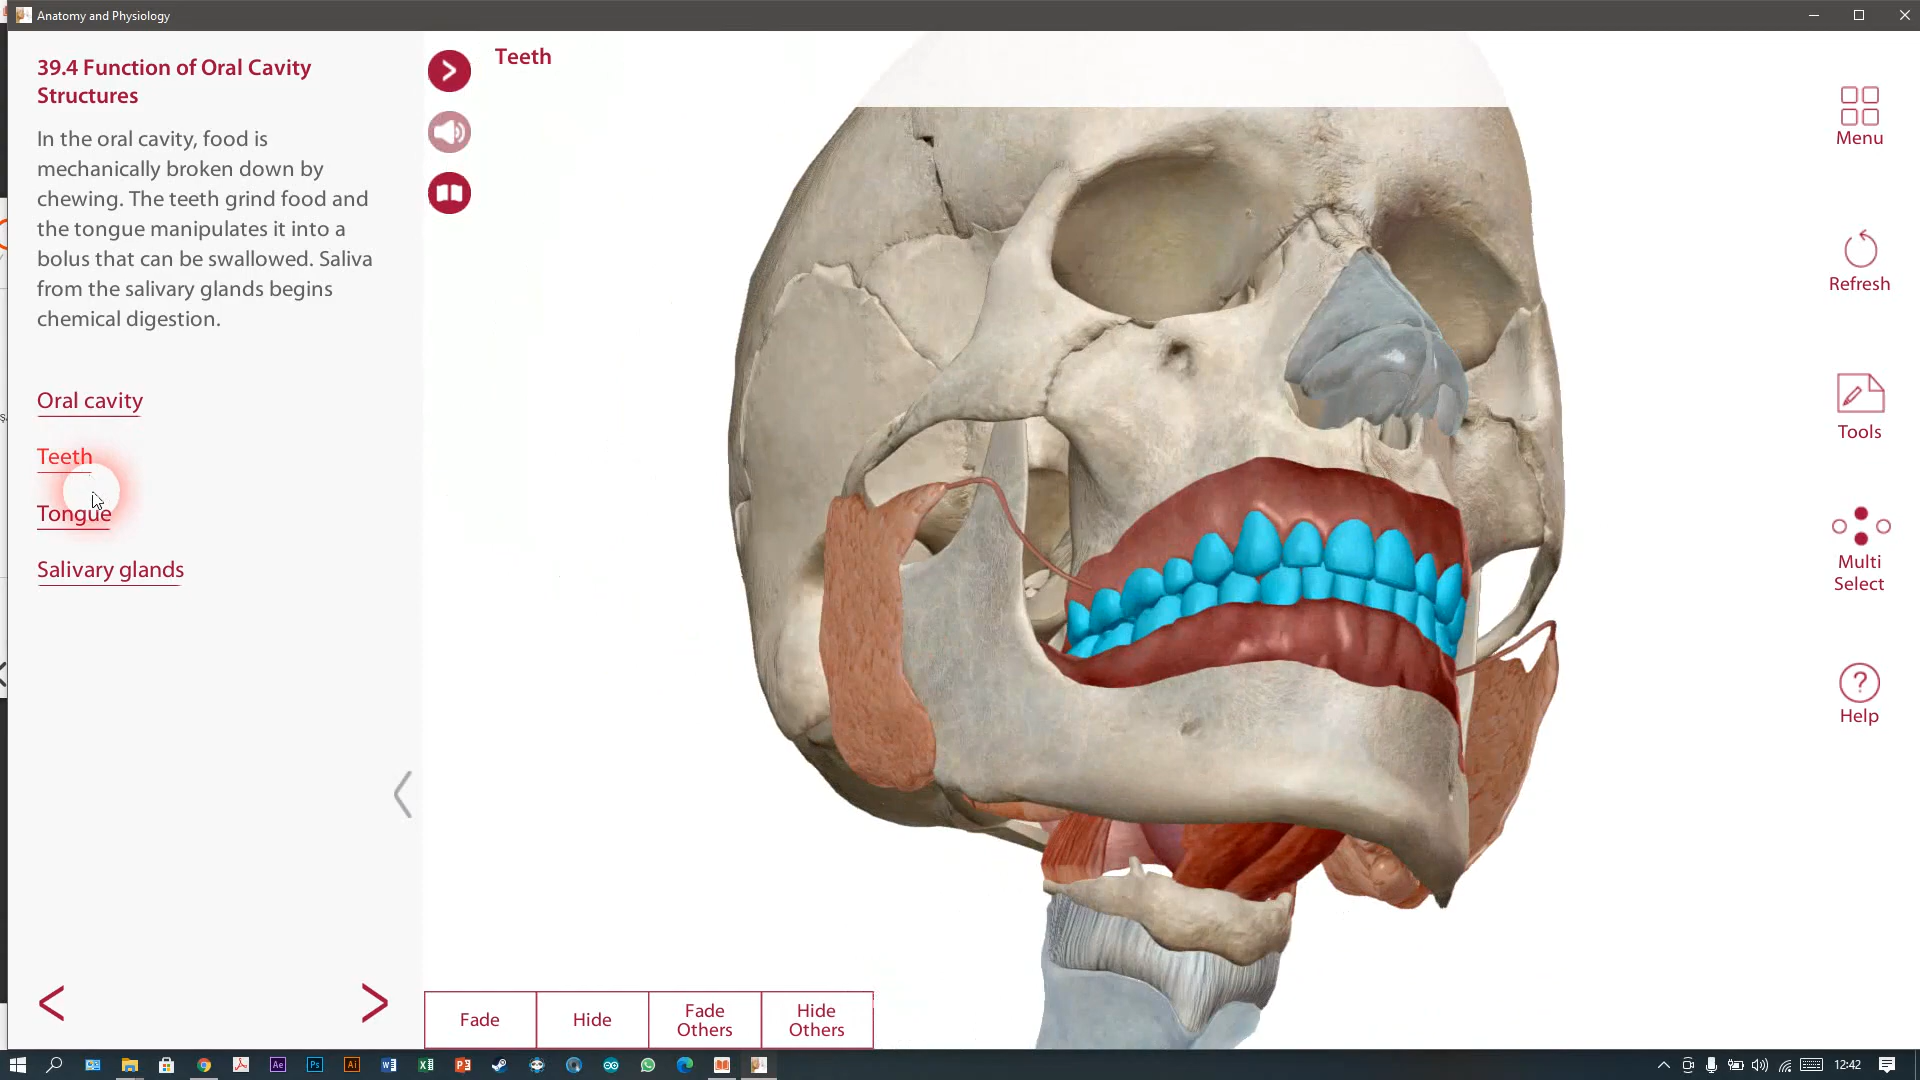 Anatomy and Physiology
39.4 Function of Oral Cavity
Structures
In the oral cavity, food is
mechanically broken down by
chewing. The teeth grind food and
the tongue manipulates it into a
bolus that can be swallowed. Saliva
from the salivary glands begins
chemical digestion.
Oral cavity
Teeth
Tongue
Salivary glands
Teeth
Menu
Refresh
Tools
Multi
Select
?
Help
Fade
Hide
Fade
Others
Hide
Others
Ae
Ps
Ai
12:42